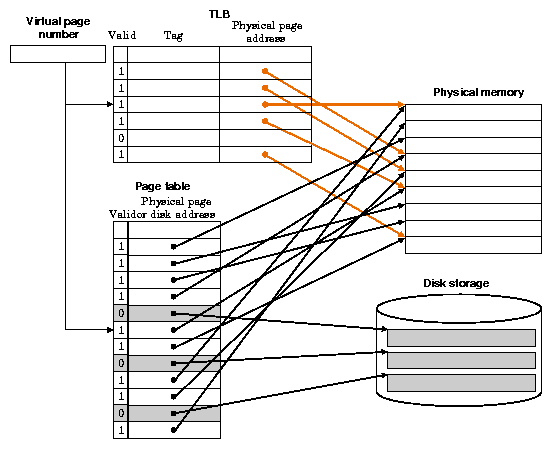 TLB
Virtual page
number
Valid Tag Physical page
address
1
1
1
1
0
1
Physical memory
Page table
Physical page
Valid or disk address
1
1
1
1
0
1
1
0
1
1
0
1
Disk storage